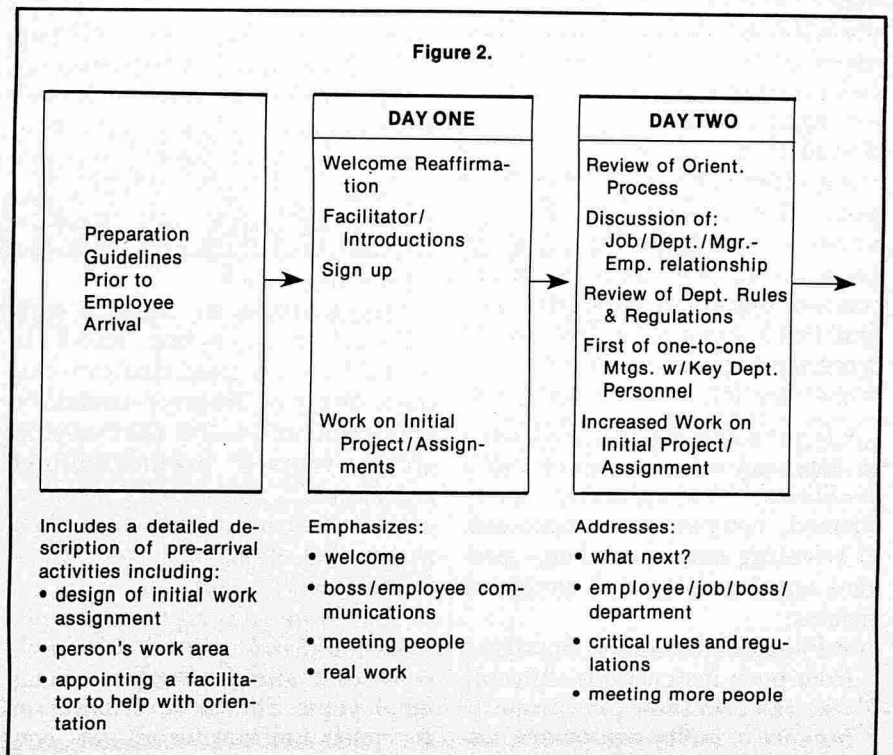 Figure 2.
Preparation
Guidelines
Prior to
Employee
Arrival
DAY ONE
Welcome Reaffirma-
tion
Facilitator/
Introductions
Sign up
Work on Initial
Project/Assign-
ments
DAY TWO
Review of Orient.
Process
Discussion of:
Job/Dept./Mgr.-
Emp. relationship
Review of Dept. Rules
& Regulations
First of one-to-one
Mtgs. w/Key Dept.
Personnel
Increased Work on
Initial Project/
Assignment
Includes a detailed de-
scription of pre-arrival
activities including:
• design of initial work
assignment
• person's work area
• appointing a facilita-
tor to help with orien-
tation
Emphasizes:
• welcome
• boss/employee com-
munications
• meeting people
• real work
Addresses:
• what next?
• employee/job/boss/
department
• critical rules and regu-
lations
• meeting more people